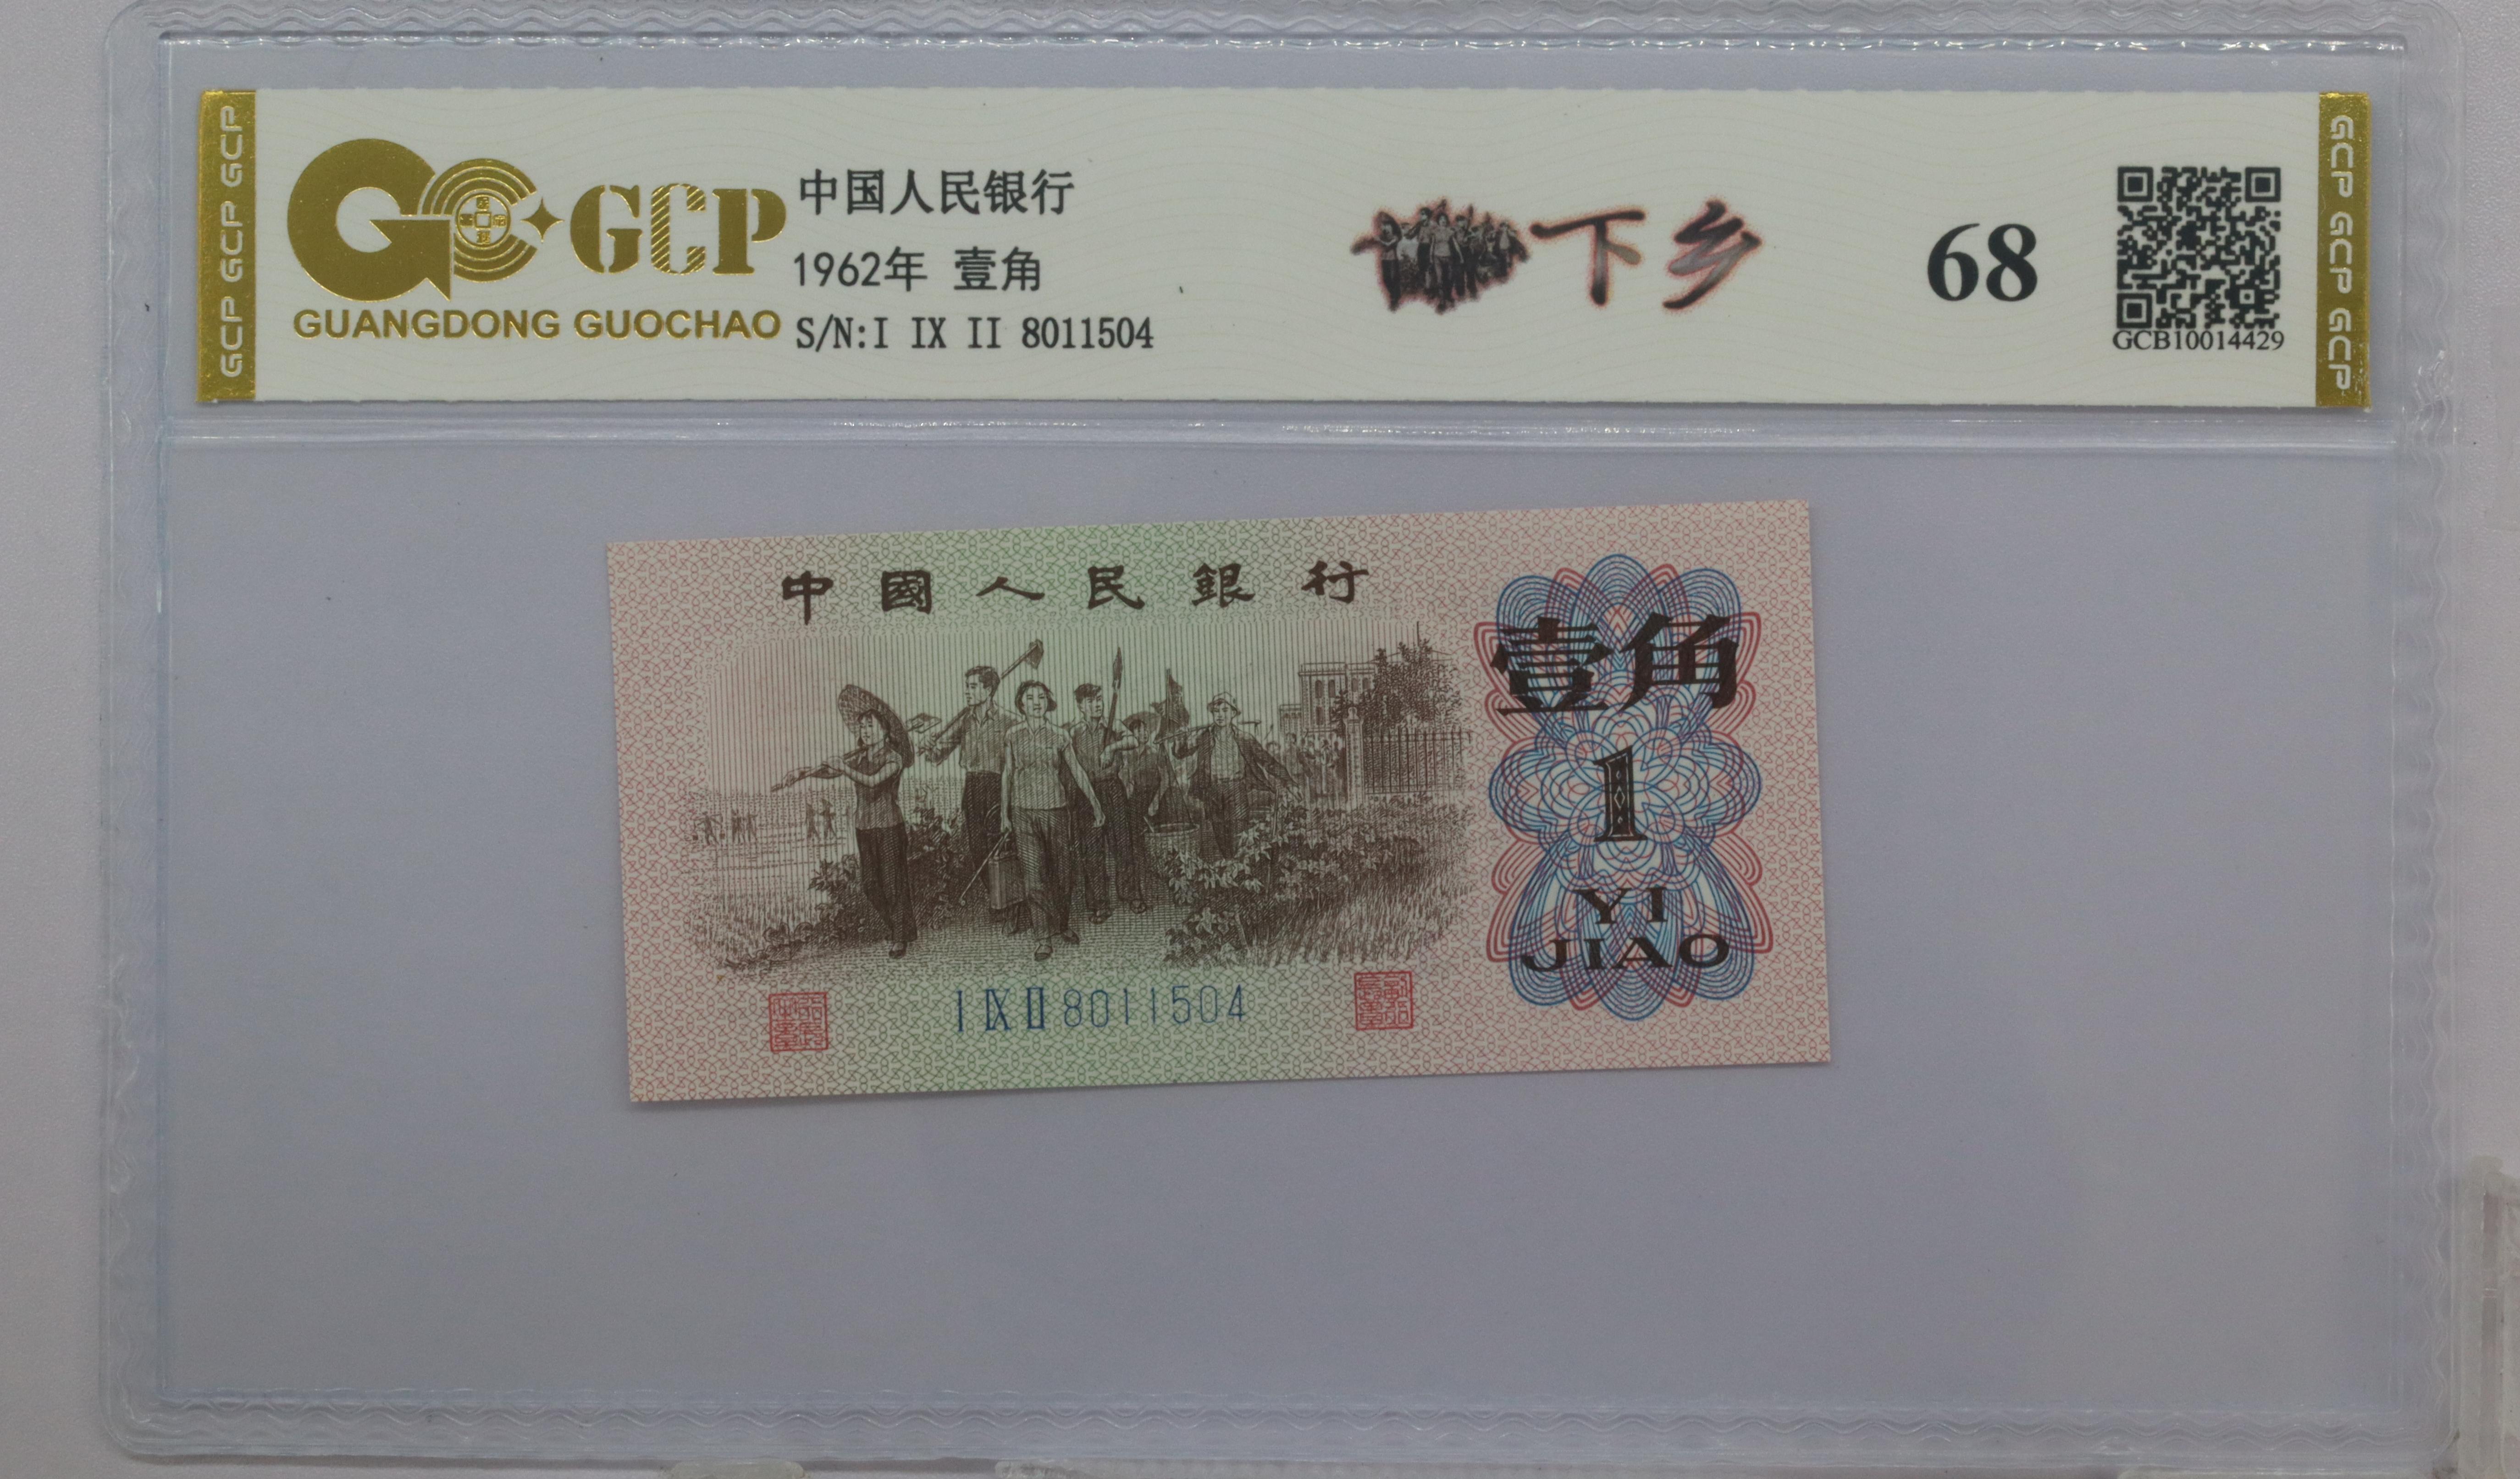 GCP GCP GCP
GCP
GUANGDONG GUOCHAO
中国人民银行
1962年 壹角
S/N:I IX II 8011504
下乡
68
GCB10014429
GCP GCP GCP
中國人民銀行
壹角
1
YI
JIAO
I IX II 8011504